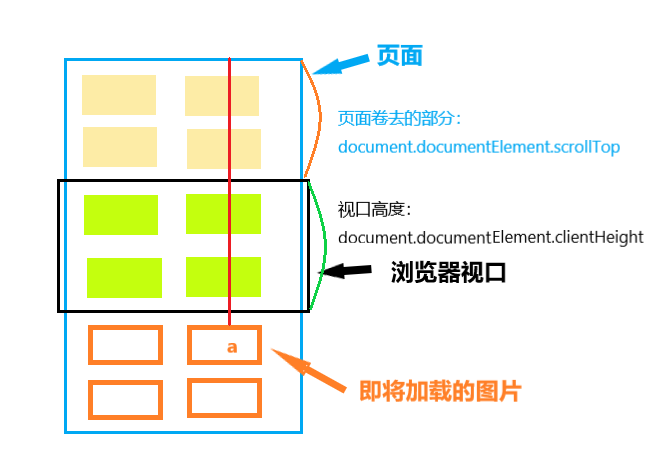 页面
页面卷去的部分：
document.documentElement.scrollTop
视口高度：
document.documentElement.clientHeight
浏览器视口
a
即将加载的图片